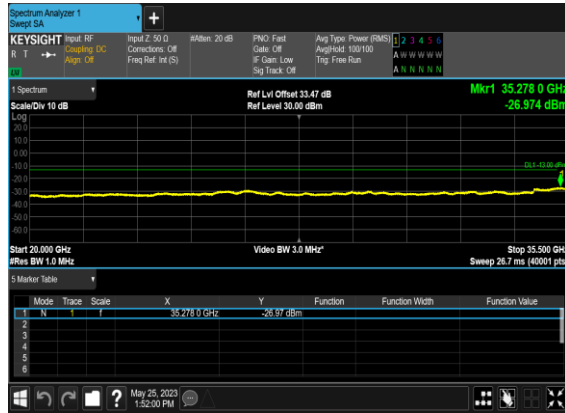 Spectrum Analyzer 1
Swept SA
+
KEYSIGHT Input: RF Input Z: 50 Ω #Atten: 20 dB PNO: Fast Avg Type: Power (RMS) 1 2 3 4 5 6
R T Coupling: DC Corrections: Off Gate: Off Avg|Hold: 100/100 A W W W W W
Align: Off Freq Ref: Int (S) IF Gain: Low Trig: Free Run
Sig Track: Off A N N N N N
1 Spectrum Ref Lvl Offset 33.47 dB Mkr1 35.278 0 GHz
Scale/Div 10 dB Ref Level 30.00 dBm -26.974 dBm
Log
20.0
10.0
0.00
-10.0 DL1 -13.00 dBm
-20.0
-30.0
-40.0
-50.0
-60.0
Start 20.000 GHz Video BW 3.0 MHz* Stop 35.500 GHz
#Res BW 1.0 MHz Sweep 26.7 ms (40001 pts)
5 Marker Table
Mode Trace Scale X Y Function Function Width Function Value
1 N 1 f 35.278 0 GHz -26.97 dBm
2
3
4
5
6
? May 25, 2023
1:52:00 PM